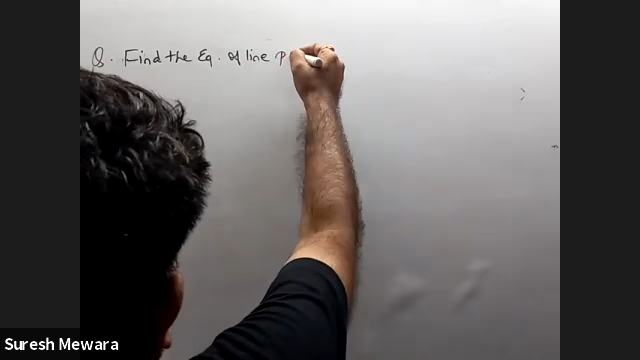 Q. Find the Eq. of line P
Suresh Mewara